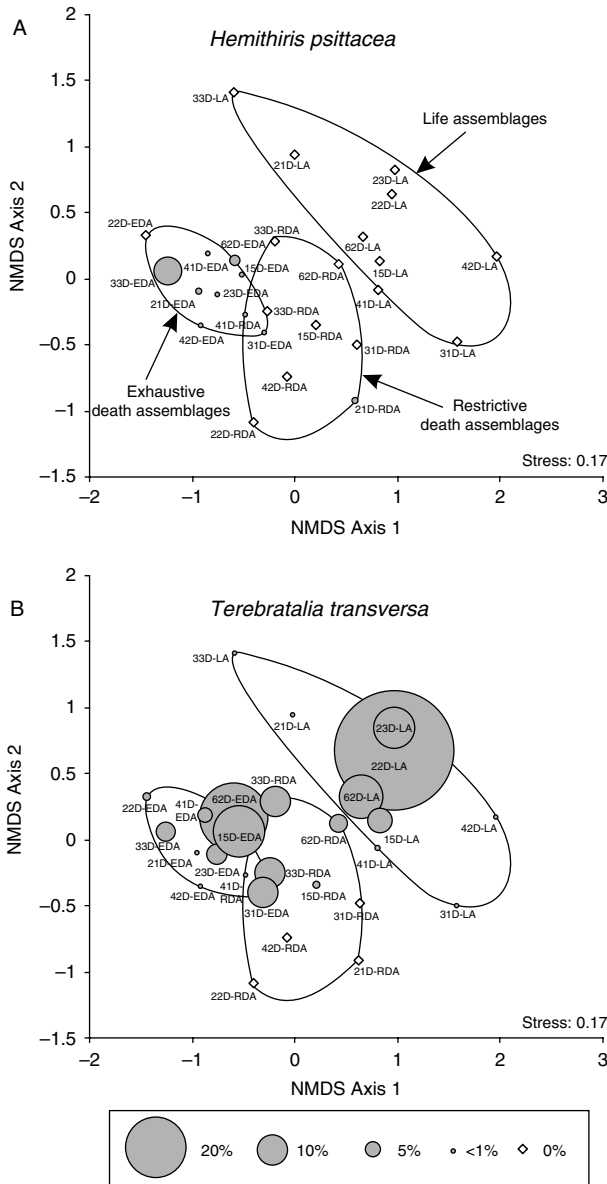 A
Hemithiris psittacea
2
1.5
1
0.5
0
−0.5
−1
−1.5
NMDS Axis 2
33D-LA
Life assemblages
21D-LA
23D-LA
22D-LA
22D-EDA
62D-EDA
33D-RDA
62D-LA
42D-LA
41D-EDA
15D-EDA
62D-RDA
15D-LA
33D-EDA
41D-LA
21D-EDA
23D-EDA
33D-RDA
41D-RDA
15D-RDA
42D-EDA
31D-EDA
31D-RDA
31D-LA
Exhaustive
death assemblages
42D-RDA
21D-RDA
Restrictive
death assemblages
22D-RDA
Stress: 0.17
−2
−1
0
1
2
3
NMDS Axis 1
B
Terebratalia transversa
2
1.5
1
0.5
0
−0.5
−1
−1.5
NMDS Axis 2
33D-LA
21D-LA
23D-LA
22D-LA
33D-RDA
22D-EDA
41D-
EDA
62D-EDA
62D-LA
42D-LA
33D-EDA
15D-EDA
62D-RDA
15D-LA
21D-EDA
41D-LA
23D-EDA
33D-RDA
42D-EDA
41D-
RDA
15D-RDA
31D-EDA
31D-RDA
31D-LA
42D-RDA
21D-RDA
22D-RDA
Stress: 0.17
−2
−1
0
1
2
3
NMDS Axis 1
20%
10%
5%
<1%
0%